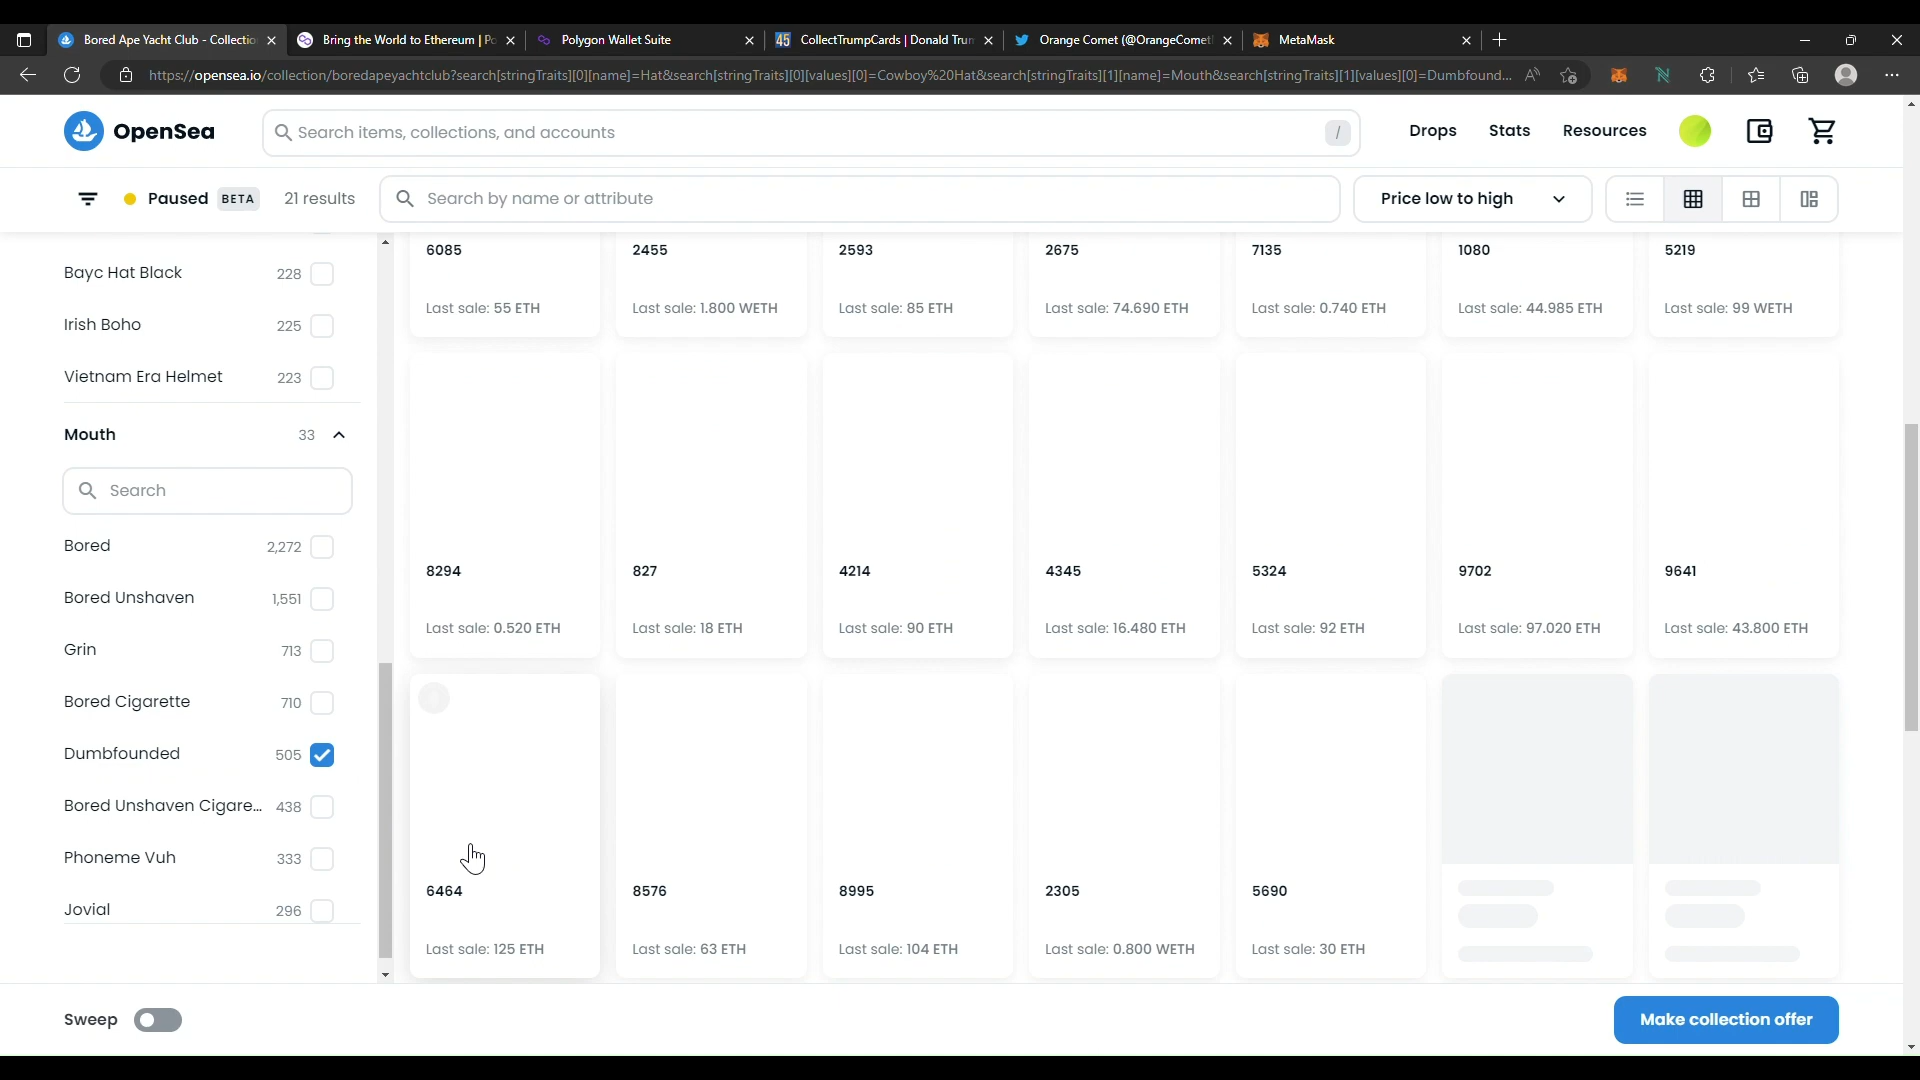 Bored Ape Yacht Club - Collectio
Bring the World to Ethereum | Po
Polygon Wallet Suite
45 CollectTrumpCards | Donald Trum
Orange Comet (@OrangeComet
MetaMask
https://opensea.io/collection/boredapeyachtclub?search[stringTraits][0][name]=Hat&search[stringTraits][0][values][0]=Cowboy%20Hat&search[stringTraits][1][name]=Mouth&search[stringTraits][1][values][0]=Dumbfound...
OpenSea
Search items, collections, and accounts /
Drops Stats Resources
Paused BETA 21 results
Search by name or attribute
Price low to high
Bayc Hat Black 228
Irish Boho 225
Vietnam Era Helmet 223
Mouth 33
Search
Bored 2,272
Bored Unshaven 1,551
Grin 713
Bored Cigarette 710
Dumbfounded 505
Bored Unshaven Cigare... 438
Phoneme Vuh 333
Jovial 296
6085 2455 2593 2675 7135 1080 5219
Last sale: 55 ETH Last sale: 1.800 WETH Last sale: 85 ETH Last sale: 74.690 ETH Last sale: 0.740 ETH Last sale: 44.985 ETH Last sale: 99 WETH
8294 827 4214 4345 5324 9702 9641
Last sale: 0.520 ETH Last sale: 18 ETH Last sale: 90 ETH Last sale: 16.480 ETH Last sale: 92 ETH Last sale: 97.020 ETH Last sale: 43.800 ETH
6464 8576 8995 2305 5690
Last sale: 125 ETH Last sale: 63 ETH Last sale: 104 ETH Last sale: 0.800 WETH Last sale: 30 ETH
Sweep
Make collection offer